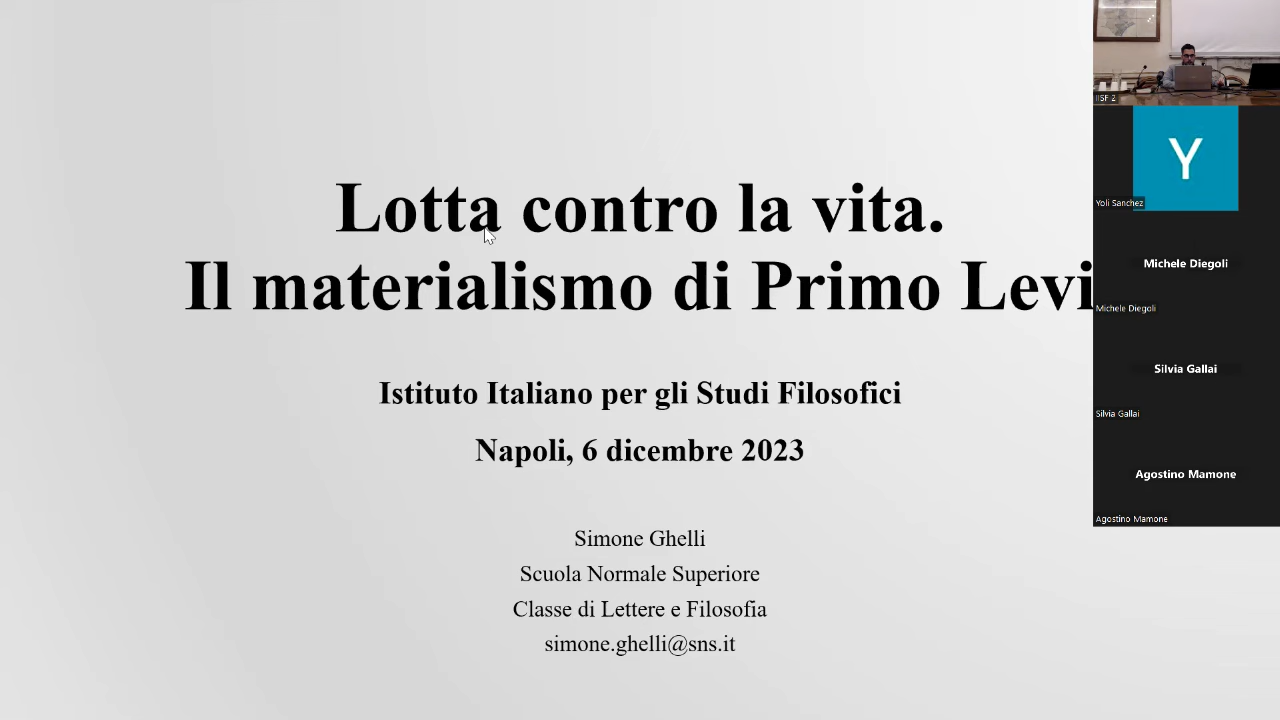 Lotta contro la vita.
Il materialismo di Primo Levi
Istituto Italiano per gli Studi Filosofici
Napoli, 6 dicembre 2023
Simone Ghelli
Scuola Normale Superiore
Classe di Lettere e Filosofia
simone.ghelli@sns.it
IISF 2
Y
Yoli Sanchez
Michele Diegoli
Michele Diegoli
Silvia Gallai
Silvia Gallai
Agostino Mamone
Agostino Mamone